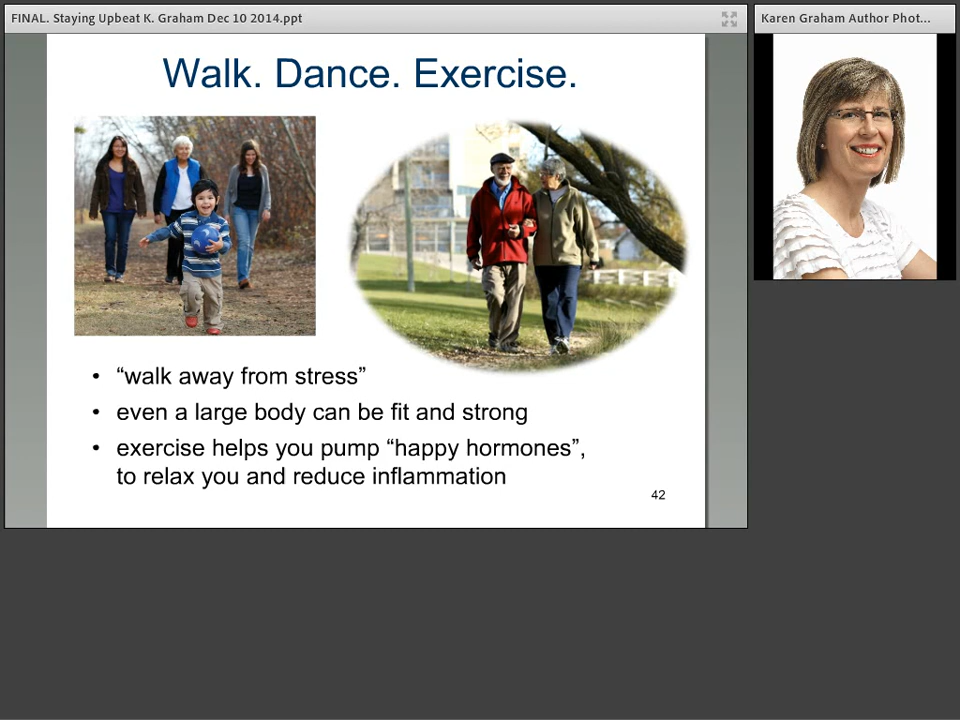 FINAL. Staying Upbeat K. Graham Dec 10 2014.ppt
Karen Graham Author Phot...
Walk. Dance. Exercise.
• “walk away from stress”
• even a large body can be fit and strong
• exercise helps you pump “happy hormones”,
to relax you and reduce inflammation
42